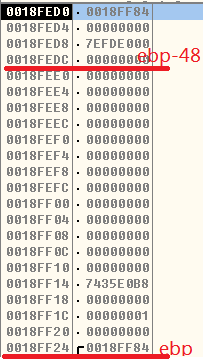 0018FED0 · 0018FF84
0018FED4 · 00000000
0018FED8 · 7EFDE000
0018FEDC · 00000000 ebp-48
0018FEE0 · 00000000
0018FEE4 · 00000000
0018FEE8 · 00000000
0018FEEC · 00000000
0018FEF0 · 00000000
0018FEF4 · 00000000
0018FEF8 · 00000000
0018FEFC · 00000000
0018FF00 · 00000000
0018FF04 · 00000000
0018FF08 · 00000000
0018FF0C · 00000000
0018FF10 · 00000000
0018FF14 · 7435E0B8
0018FF18 · 00000000
0018FF1C · 00000001
0018FF20 · 00000000
0018FF24 ┌0018FF84 ebp